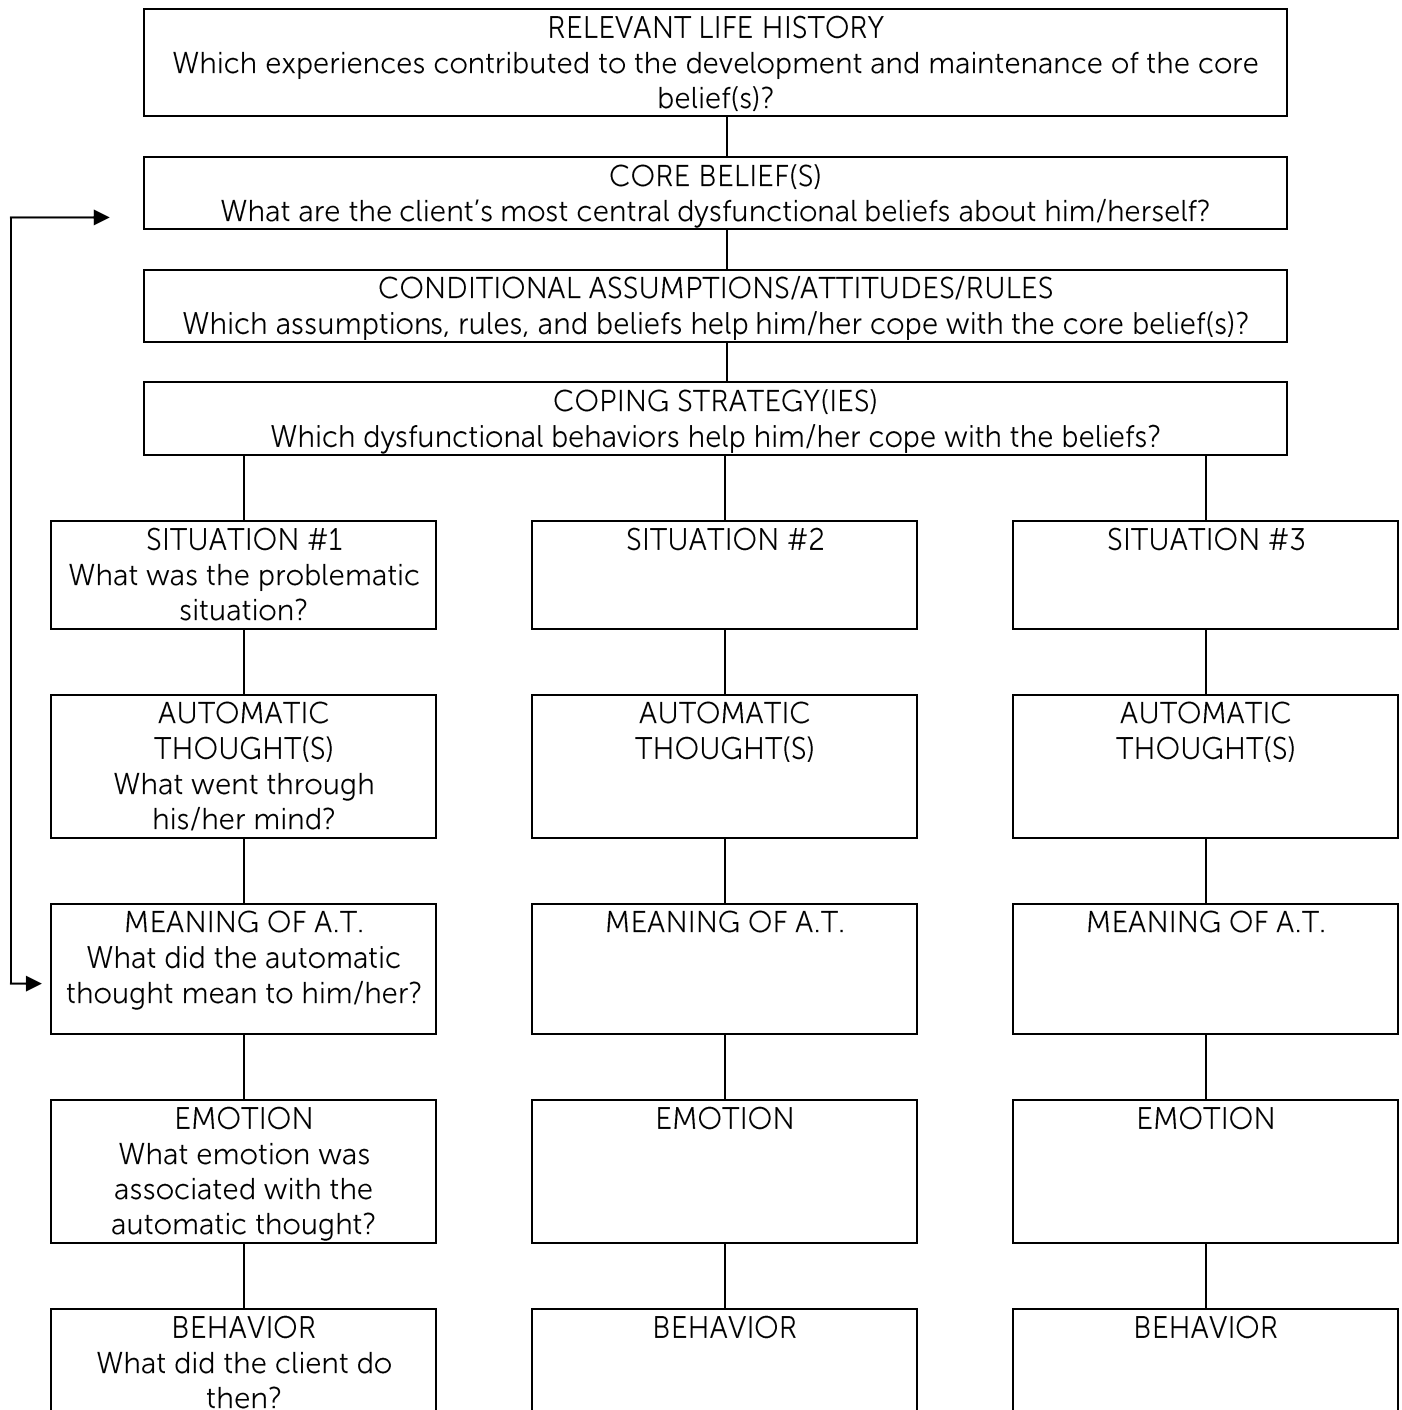 RELEVANT LIFE HISTORY
Which experiences contributed to the development and maintenance of the core
belief(s)?
CORE BELIEF(S)
What are the client’s most central dysfunctional beliefs about him/herself?
CONDITIONAL ASSUMPTIONS/ATTITUDES/RULES
Which assumptions, rules, and beliefs help him/her cope with the core belief(s)?
COPING STRATEGY(IES)
Which dysfunctional behaviors help him/her cope with the beliefs?
SITUATION #1
What was the problematic
situation?
SITUATION #2
SITUATION #3
AUTOMATIC
THOUGHT(S)
What went through
his/her mind?
AUTOMATIC
THOUGHT(S)
AUTOMATIC
THOUGHT(S)
MEANING OF A.T.
What did the automatic
thought mean to him/her?
MEANING OF A.T.
MEANING OF A.T.
EMOTION
What emotion was
associated with the
automatic thought?
EMOTION
EMOTION
BEHAVIOR
What did the client do
then?
BEHAVIOR
BEHAVIOR